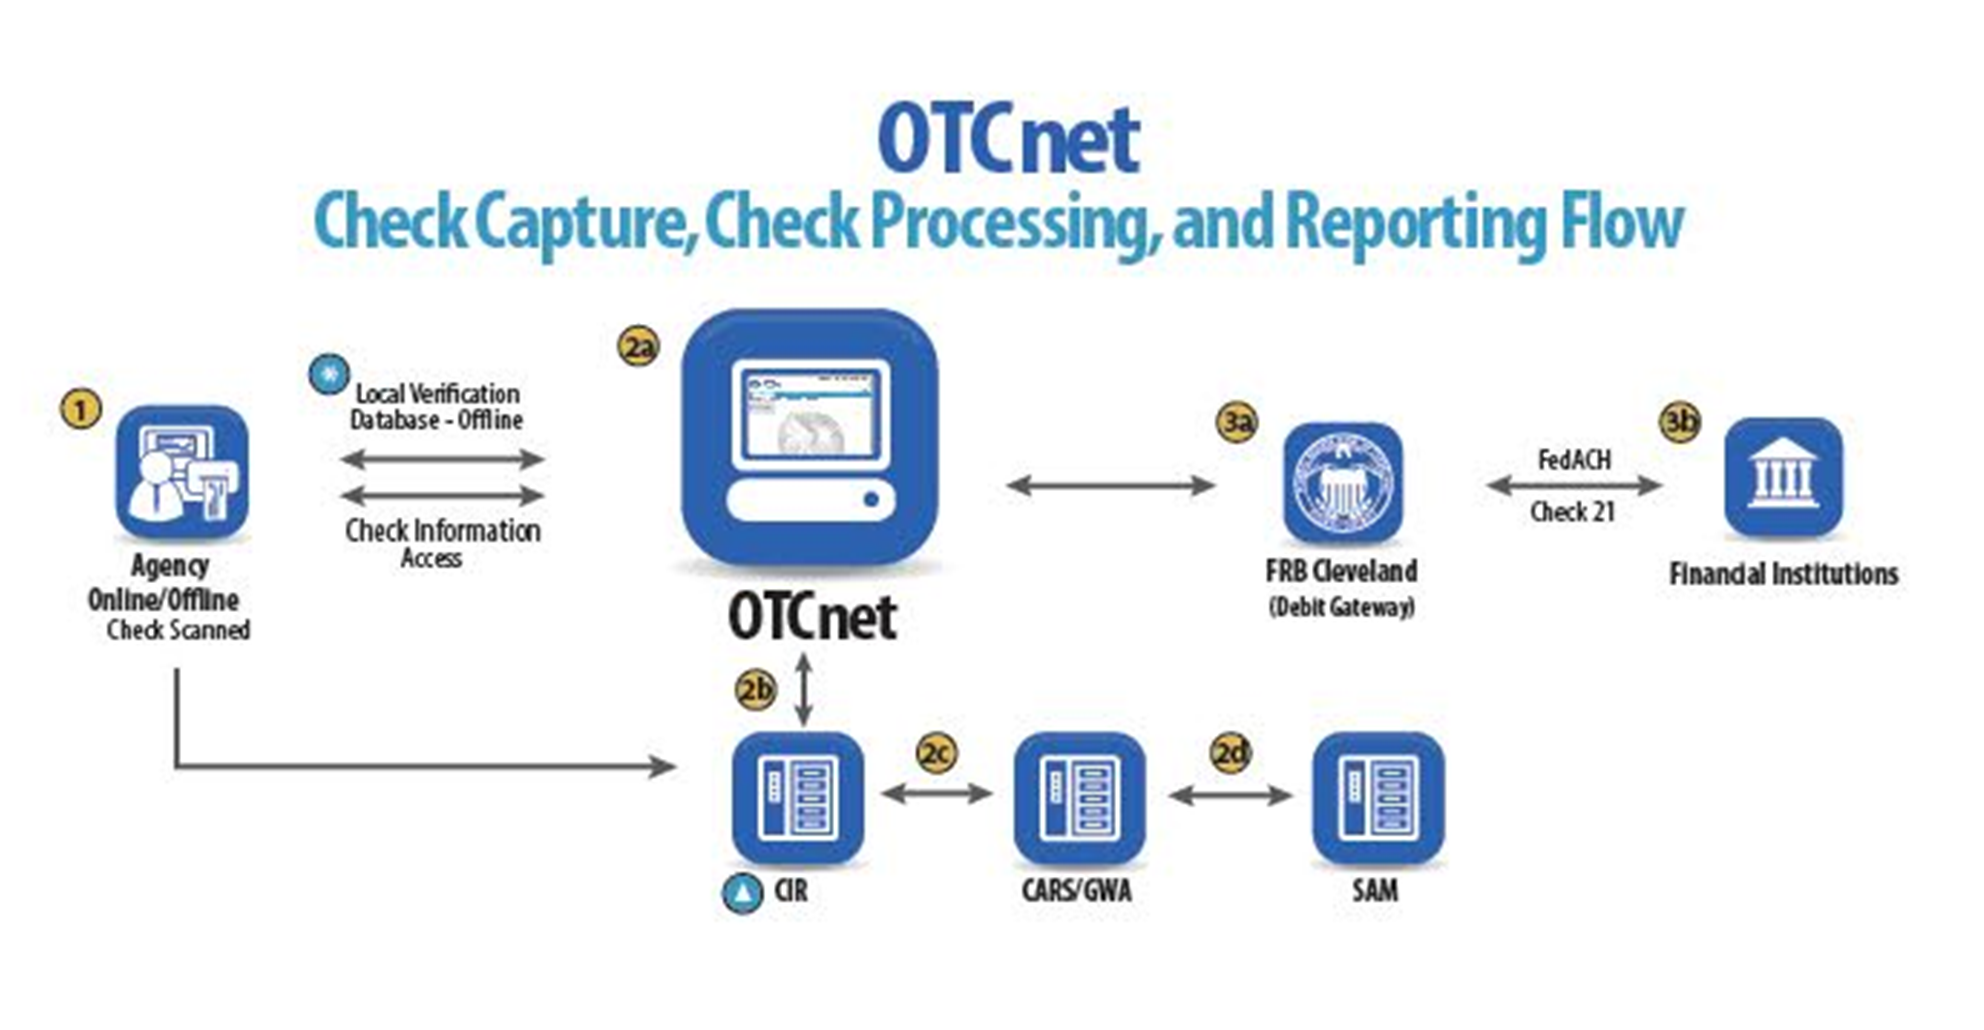 OTCnet
Check Capture, Check Processing, and Reporting Flow
1
Agency
Online/Offline
Check Scanned
*
Local Verification
Database - Offline
Check Information
Access
2a
OTCnet
3a
FRB Cleveland
(Debit Gateway)
FedACH
Check 21
3b
Financial Institutions
2b
2c
2d
CIR
CARS/GWA
SAM